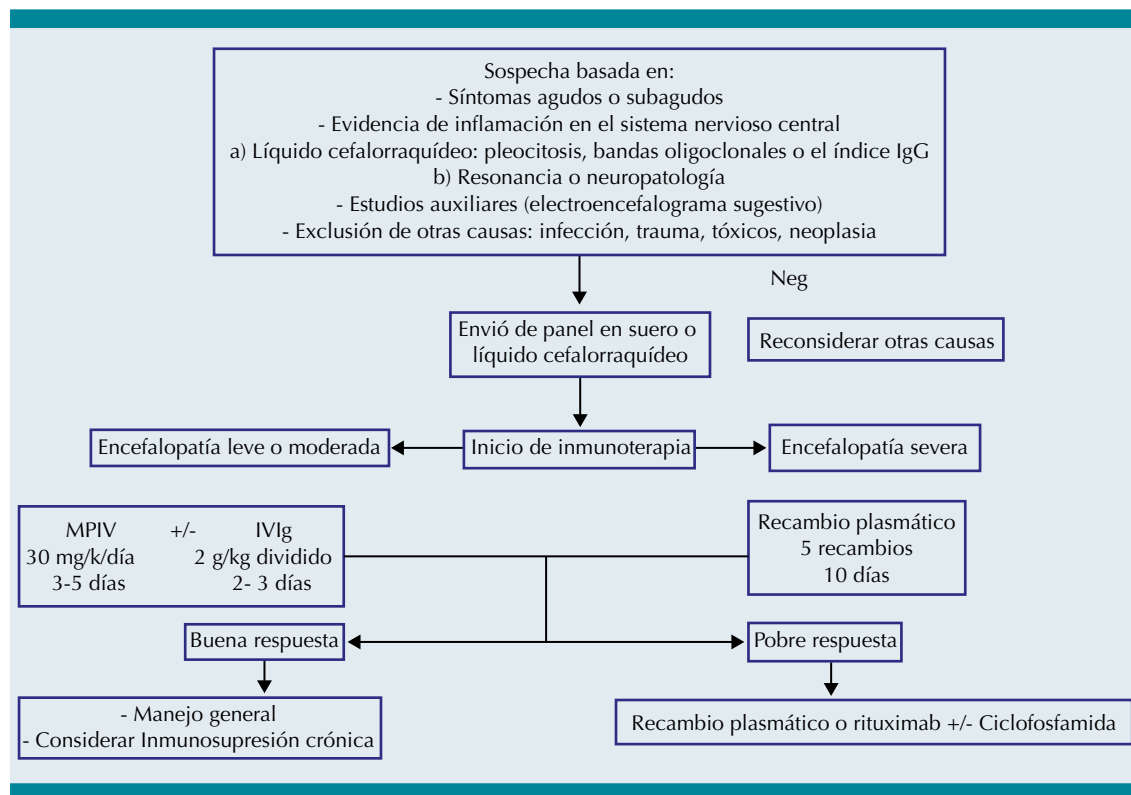 Sospecha basada en:
- Síntomas agudos o subagudos
- Evidencia de inflamación en el sistema nervioso central
a) Líquido cefalorraquídeo: pleocitosis, bandas oligoclonales o el índice IgG
b) Resonancia o neuropatología
- Estudios auxiliares (electroencefalograma sugestivo)
- Exclusión de otras causas: infección, trauma, tóxicos, neoplasia
Neg
Envió de panel en suero o
líquido cefalorraquídeo
Reconsiderar otras causas
Encefalopatía leve o moderada
Inicio de inmunoterapia
Encefalopatía severa
MPIV +/- IVIg
30 mg/k/día 2 g/kg dividido
3-5 días 2- 3 días
Recambio plasmático
5 recambios
10 días
Buena respuesta
Pobre respuesta
- Manejo general
- Considerar Inmunosupresión crónica
Recambio plasmático o rituximab +/- Ciclofosfamida